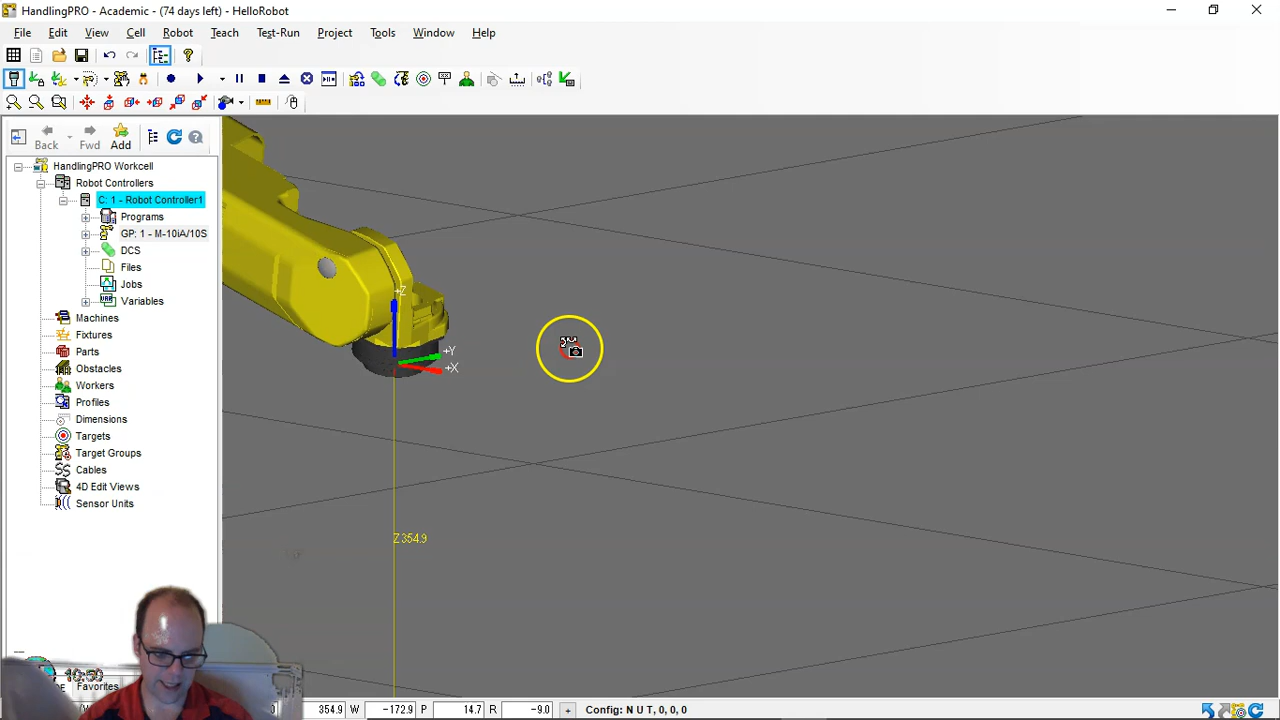 HandlingPRO - Academic - (74 days left) - HelloRobot
File Edit View Cell Robot Teach Test-Run Project Tools Window Help
Back Fwd Add
HandlingPRO Workcell
Robot Controllers
C: 1 - Robot Controller1
Programs
GP: 1 - M-10iA/10S
DCS
Files
Jobs
Variables
Machines
Fixtures
Parts
Obstacles
Workers
Profiles
Dimensions
Targets
Target Groups
Cables
4D Edit Views
Sensor Units
+Z
+Y
+X
Z 354.9
Favorites
354.9 W -172.9 P 14.7 R -9.0 + Config: N U T, 0, 0, 0